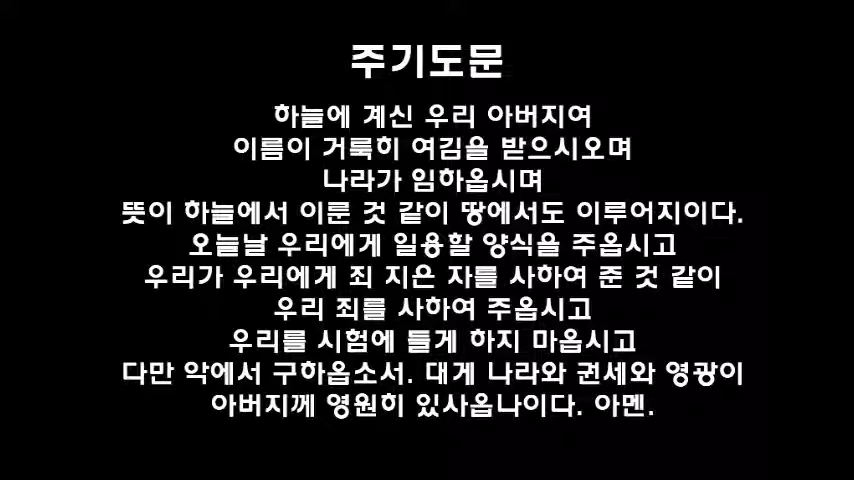 주기도문
하늘에 계신 우리 아버지여
이름이 거룩히 여김을 받으시오며
나라가 임하옵시며
뜻이 하늘에서 이룬 것 같이 땅에서도 이루어지이다.
오늘날 우리에게 일용할 양식을 주옵시고
우리가 우리에게 죄 지은 자를 사하여 준 것 같이
우리 죄를 사하여 주옵시고
우리를 시험에 들게 하지 마옵시고
다만 악에서 구하옵소서. 대게 나라와 권세와 영광이
아버지께 영원히 있사옵나이다. 아멘.